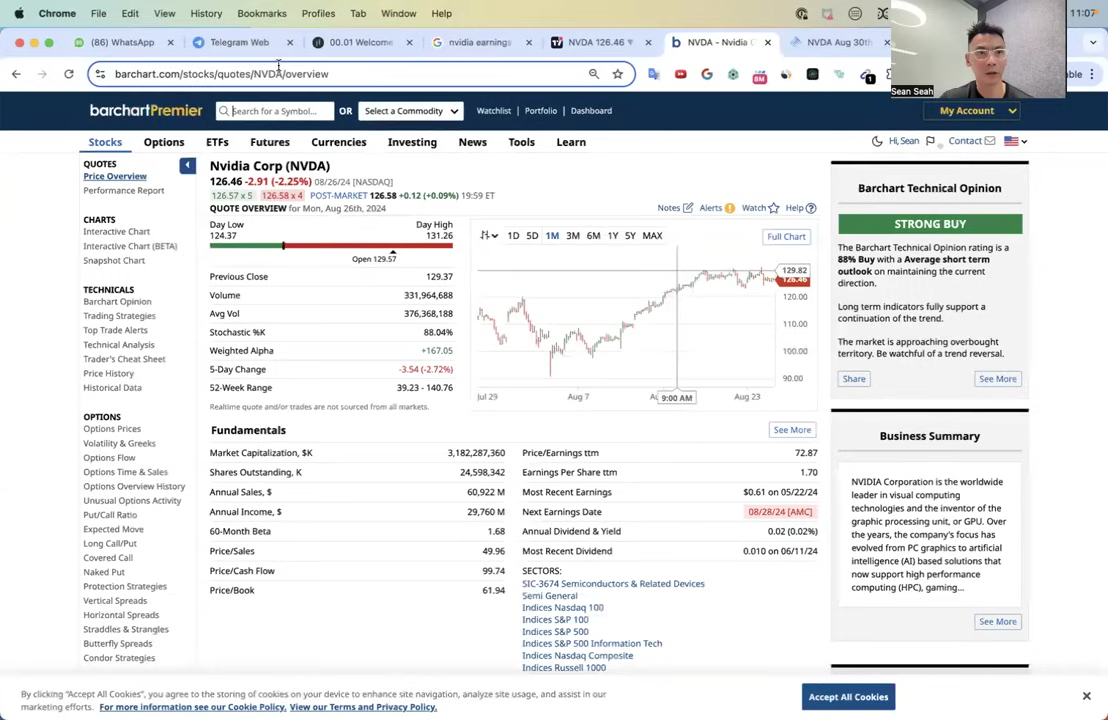 Chrome File Edit View History Bookmarks Profiles Tab Window Help 11:07
(86) WhatsApp Telegram Web 00.01 Welcome nvidia earnings NVDA 126.46 NVDA - Nvidia NVDA Aug 30th
barchart.com/stocks/quotes/NVDA/overview
Sean Seah
barchartPremier Search for a Symbol... OR Select a Commodity Watchlist Portfolio Dashboard My Account
Stocks Options ETFs Futures Currencies Investing News Tools Learn Hi, Sean Contact
QUOTES
Price Overview
Performance Report
CHARTS
Interactive Chart
Interactive Chart (BETA)
Snapshot Chart
TECHNICALS
Barchart Opinion
Trading Strategies
Top Trade Alerts
Technical Analysis
Trader's Cheat Sheet
Price History
Historical Data
OPTIONS
Options Prices
Volatility & Greeks
Options Flow
Options Time & Sales
Options Overview History
Unusual Options Activity
Put/Call Ratio
Expected Move
Long Call/Put
Covered Call
Naked Put
Protection Strategies
Vertical Spreads
Horizontal Spreads
Straddles & Strangles
Butterfly Spreads
Condor Strategies
Nvidia Corp (NVDA)
126.46 -2.91 (-2.25%) 08/26/24 [NASDAQ]
126.57 x 5 126.58 x 4 POST-MARKET 126.58 +0.12 (+0.09%) 19:59 ET
QUOTE OVERVIEW for Mon, Aug 26th, 2024
Notes Alerts Watch Help
Day Low Day High
124.37 131.26
Open 129.57
Previous Close 129.37
Volume 331,964,688
Avg Vol 376,368,188
Stochastic %K 88.04%
Weighted Alpha +167.05
5-Day Change -3.54 (-2.72%)
52-Week Range 39.23 - 140.76
Realtime quote and/or trades are not sourced from all markets.
1D 5D 1M 3M 6M 1Y 5Y MAX Full Chart
129.82
126.46
120.00
110.00
100.00
90.00
Jul 29 Aug 7 9:00 AM Aug 23
Fundamentals See More
Market Capitalization, $K 3,182,287,360
Shares Outstanding, K 24,598,342
Annual Sales, $ 60,922 M
Annual Income, $ 29,760 M
60-Month Beta 1.68
Price/Sales 49.96
Price/Cash Flow 99.74
Price/Book 61.94
Price/Earnings ttm 72.87
Earnings Per Share ttm 1.70
Most Recent Earnings $0.61 on 05/22/24
Next Earnings Date 08/28/24 [AMC]
Annual Dividend & Yield 0.02 (0.02%)
Most Recent Dividend 0.010 on 06/11/24
SECTORS:
SIC-3674 Semiconductors & Related Devices
Semi General
Indices Nasdaq 100
Indices S&P 100
Indices S&P 500
Indices S&P 500 Information Tech
Indices Nasdaq Composite
Indices Russell 1000
Barchart Technical Opinion
STRONG BUY
The Barchart Technical Opinion rating is a
88% Buy with a Average short term
outlook on maintaining the current
direction.
Long term indicators fully support a
continuation of the trend.
The market is approaching overbought
territory. Be watchful of a trend reversal.
Share See More
Business Summary
NVIDIA Corporation is the worldwide
leader in visual computing
technologies and the inventor of the
graphic processing unit, or GPU. Over
the years, the company's focus has
evolved from PC graphics to artificial
intelligence (AI) based solutions that
now support high performance
computing (HPC), gaming...
See More
By clicking "Accept All Cookies", you agree to the storing of cookies on your device to enhance site navigation, analyze site usage, and assist in our
marketing efforts. For more information see our Cookie Policy. View our Terms and Privacy Policy.
Accept All Cookies